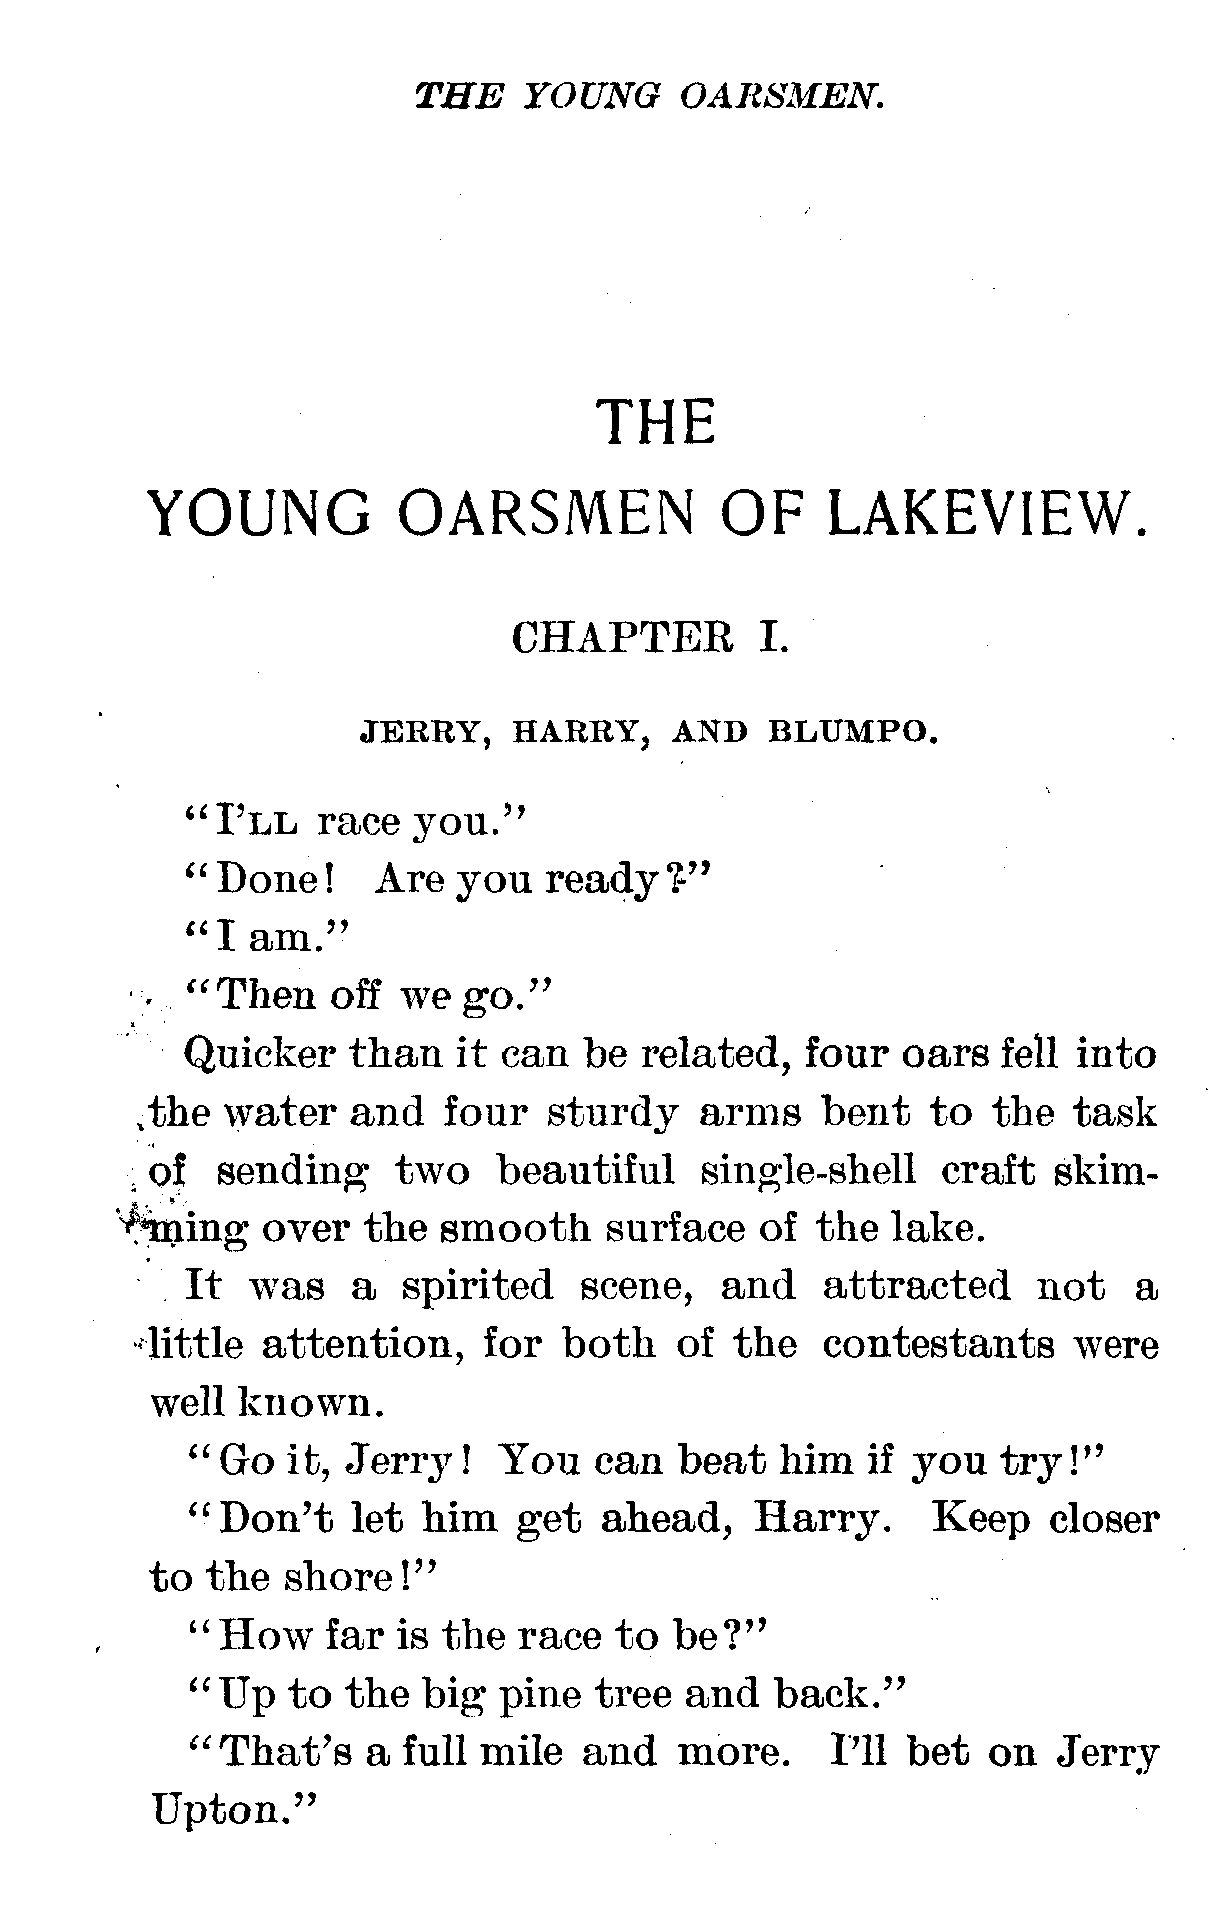 THE YOUNG OARSMEN.
THE
YOUNG OARSMEN OF LAKEVIEW.
CHAPTER I.
JERRY, HARRY, AND BLUMPO.
“I’LL race you.”
“Done! Are you ready?”
“I am.”
“Then off we go.”
Quicker than it can be related, four oars fell into
the water and four sturdy arms bent to the task
of sending two beautiful single-shell craft skim-
ming over the smooth surface of the lake.
It was a spirited scene, and attracted not a
little attention, for both of the contestants were
well known.
“Go it, Jerry! You can beat him if you try!”
“Don’t let him get ahead, Harry. Keep closer
to the shore!”
“How far is the race to be?”
“Up to the big pine tree and back.”
“That’s a full mile and more. I’ll bet on Jerry
Upton.”